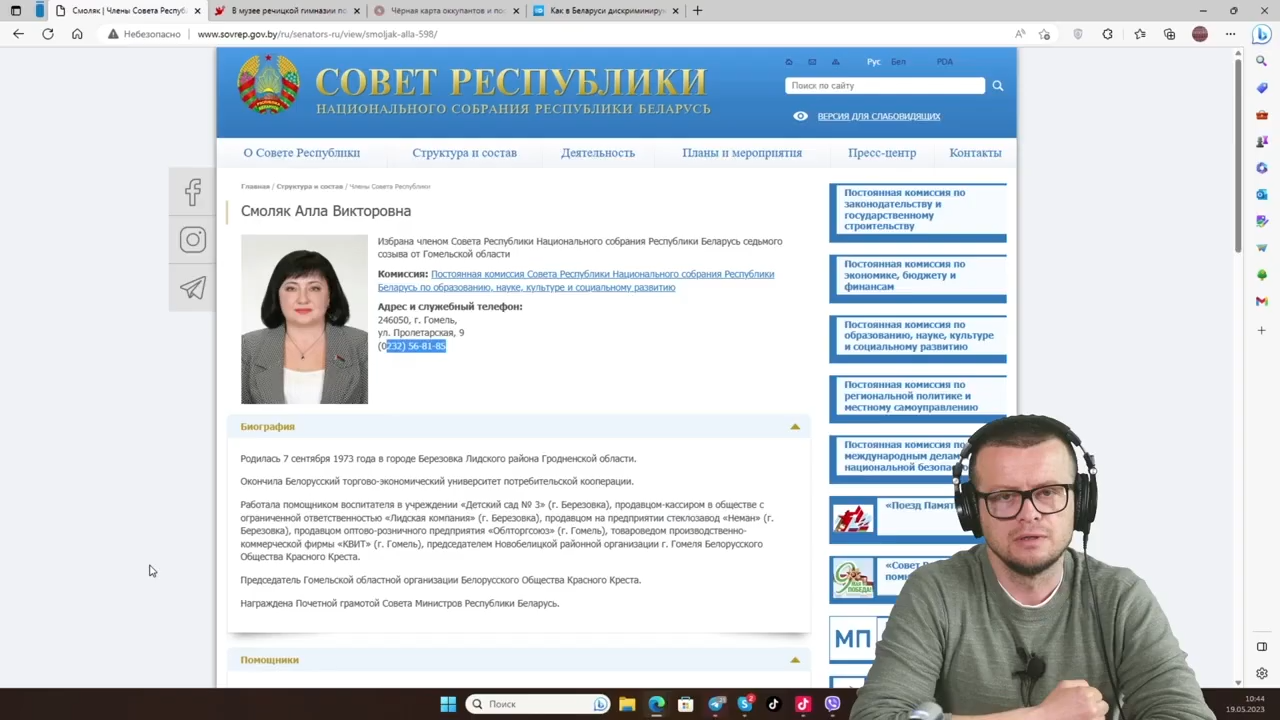 Смоляк | Члены Совета Респуб
В музее речицкой гимназии по
Чёрная карта оккупантов и пос
Как в Беларуси дискриминирую
Небезопасно
www.sovrep.gov.by/ru/senators-ru/view/smoljak-alla-598/
СОВЕТ РЕСПУБЛИКИ
НАЦИОНАЛЬНОГО СОБРАНИЯ РЕСПУБЛИКИ БЕЛАРУСЬ
Рус Бел PDA
Поиск по сайту
ВЕРСИЯ ДЛЯ СЛАБОВИДЯЩИХ
О Совете Республики Структура и состав Деятельность Планы и мероприятия Пресс-центр Контакты
Главная / Структура и состав / Члены Совета Республики
Смоляк Алла Викторовна
Избрана членом Совета Республики Национального собрания Республики Беларусь седьмого
созыва от Гомельской области
Комиссия: Постоянная комиссия Совета Республики Национального собрания Республики
Беларусь по образованию, науке, культуре и социальному развитию
Адрес и служебный телефон:
246050, г. Гомель,
ул. Пролетарская, 9
(0232) 56-81-85
Биография
Родилась 7 сентября 1973 года в городе Березовка Лидского района Гродненской области.
Окончила Белорусский торгово-экономический университет потребительской кооперации.
Работала помощником воспитателя в учреждении «Детский сад № 3» (г. Березовка), продавцом-кассиром в обществе с
ограниченной ответственностью «Лидская компания» (г. Березовка), продавцом на предприятии стеклозавод «Неман» (г.
Березовка), продавцом оптово-розничного предприятия «Облторгсоюз» (г. Гомель), товароведом производственно-
коммерческой фирмы «КВИТ» (г. Гомель), председателем Новобелицкой районной организации г. Гомеля Белорусского
Общества Красного Креста.
Председатель Гомельской областной организации Белорусского Общества Красного Креста.
Награждена Почетной грамотой Совета Министров Республики Беларусь.
Помощники
Постоянная комиссия по
законодательству и
государственному
строительству
Постоянная комиссия по
экономике, бюджету и
финансам
Постоянная комиссия по
образованию, науке, культуре
и социальному развитию
Постоянная комиссия по
региональной политике и
местному самоуправлению
Постоянная комиссия по
международным делам
национальной безопасно
«Поезд Памят
«Совет
МП
Поиск
10:44
19.05.2023